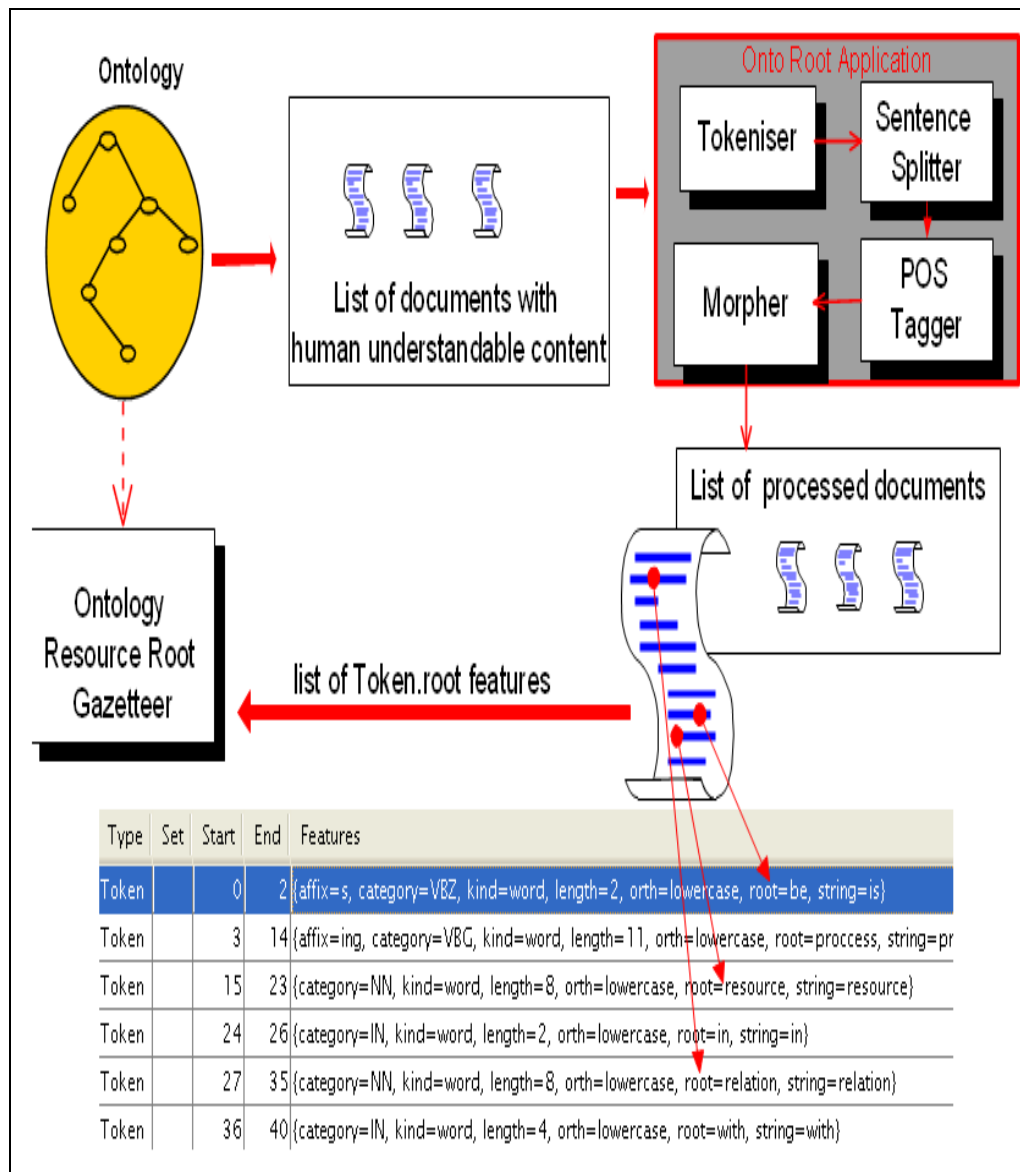 Ontology
List of documents with
human understandable content
Onto Root Application
Tokeniser
Sentence
Splitter
Morpher
POS
Tagger
List of processed documents
Ontology
Resource Root
Gazetteer
list of Token.root features
Type Set Start End Features
Token 0 2 {affix=s, category=VBZ, kind=word, length=2, orth=lowercase, root=be, string=is}
Token 3 14 {affix=ing, category=VBG, kind=word, length=11, orth=lowercase, root=proccess, string=pr
Token 15 23 {category=NN, kind=word, length=8, orth=lowercase, root=resource, string=resource}
Token 24 26 {category=IN, kind=word, length=2, orth=lowercase, root=in, string=in}
Token 27 35 {category=NN, kind=word, length=8, orth=lowercase, root=relation, string=relation}
Token 36 40 {category=IN, kind=word, length=4, orth=lowercase, root=with, string=with}